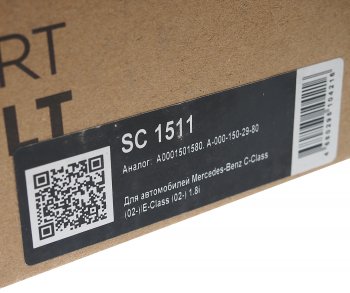 RT
LT
SC 1511
Аналог: A0001501580. A-000-150-29-80
Для автомобилей Mercedes-Benz C-Class
(02-)/E-Class (02-) 1.8i
4680295104216